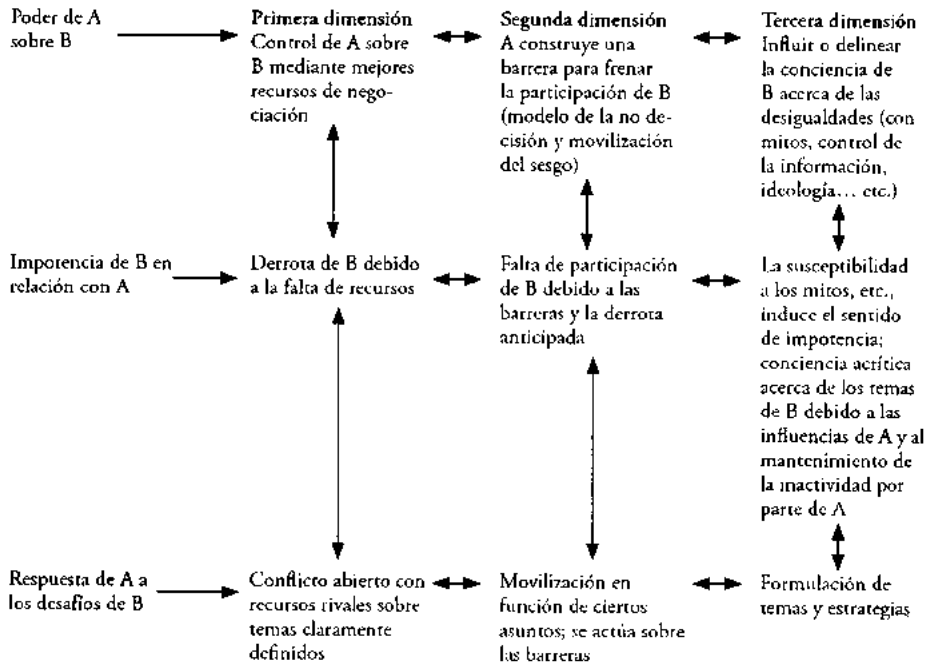 Poder de A
sobre B
Primera dimensión
Control de A sobre
B mediante mejores
recursos de nego-
ciación
Segunda dimensión
A construye una
barrera para frenar
la participación de B
(modelo de la no de-
cisión y movilización
del sesgo)
Tercera dimensión
Influir o delinear
la conciencia de
B acerca de las
desigualdades (con
mitos, control de
la información,
ideología... etc.)
Impotencia de B en
relación con A
Derrota de B debido
a la falta de recursos
Falta de participación
de B debido a las
barreras y la derrota
anticipada
La susceptibilidad
a los mitos, etc.,
induce el sentido
de impotencia;
conciencia acrítica
acerca de los temas
de B debido a las
influencias de A y al
mantenimiento de
la inactividad por
parte de A
Respuesta de A a
los desafíos de B
Conflicto abierto con
recursos rivales sobre
temas claramente
definidos
Movilización en
función de ciertos
asuntos; se actúa sobre
las barreras
Formulación de
temas y estrategias